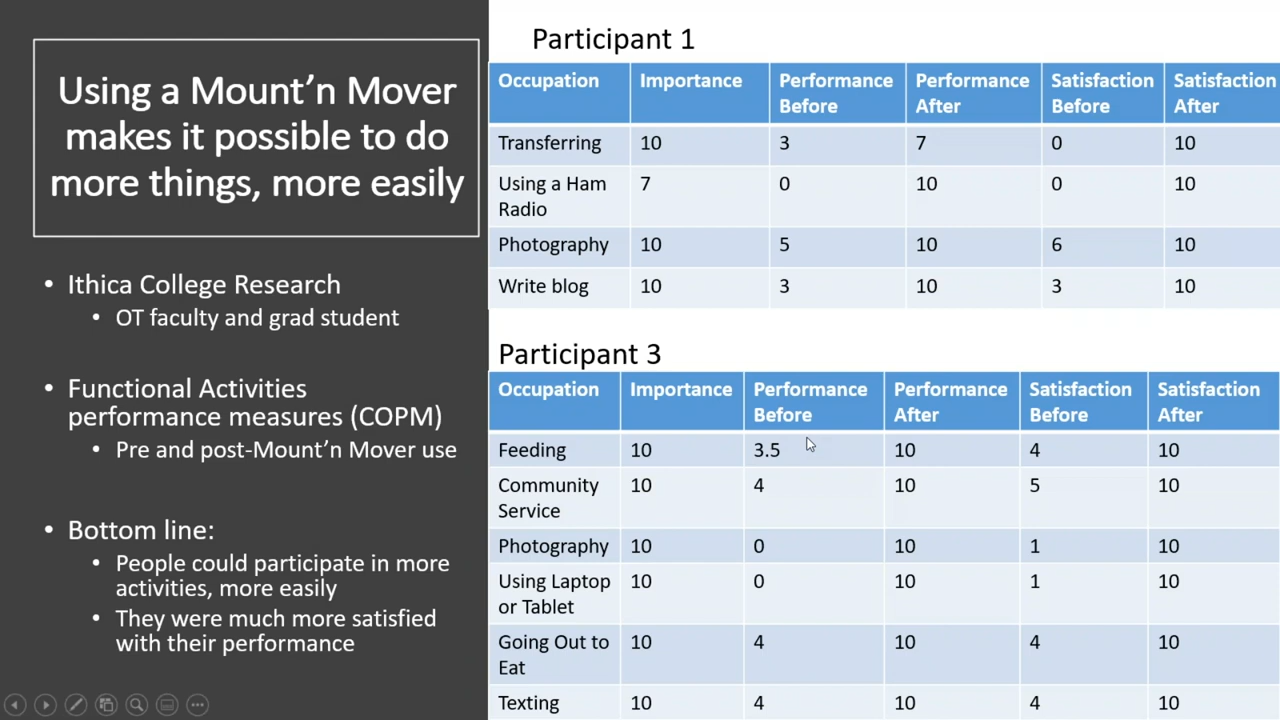 Using a Mount'n Mover
makes it possible to do
more things, more easily
• Ithica College Research
• OT faculty and grad student
• Functional Activities
performance measures (COPM)
• Pre and post-Mount'n Mover use
• Bottom line:
• People could participate in more
activities, more easily
• They were much more satisfied
with their performance
Participant 1
Occupation Importance Performance Before Performance After Satisfaction Before Satisfaction After
Transferring 10 3 7 0 10
Using a Ham Radio 7 0 10 0 10
Photography 10 5 10 6 10
Write blog 10 3 10 3 10
Participant 3
Occupation Importance Performance Before Performance After Satisfaction Before Satisfaction After
Feeding 10 3.5 10 4 10
Community Service 10 4 10 5 10
Photography 10 0 10 1 10
Using Laptop or Tablet 10 0 10 1 10
Going Out to Eat 10 4 10 4 10
Texting 10 4 10 4 10